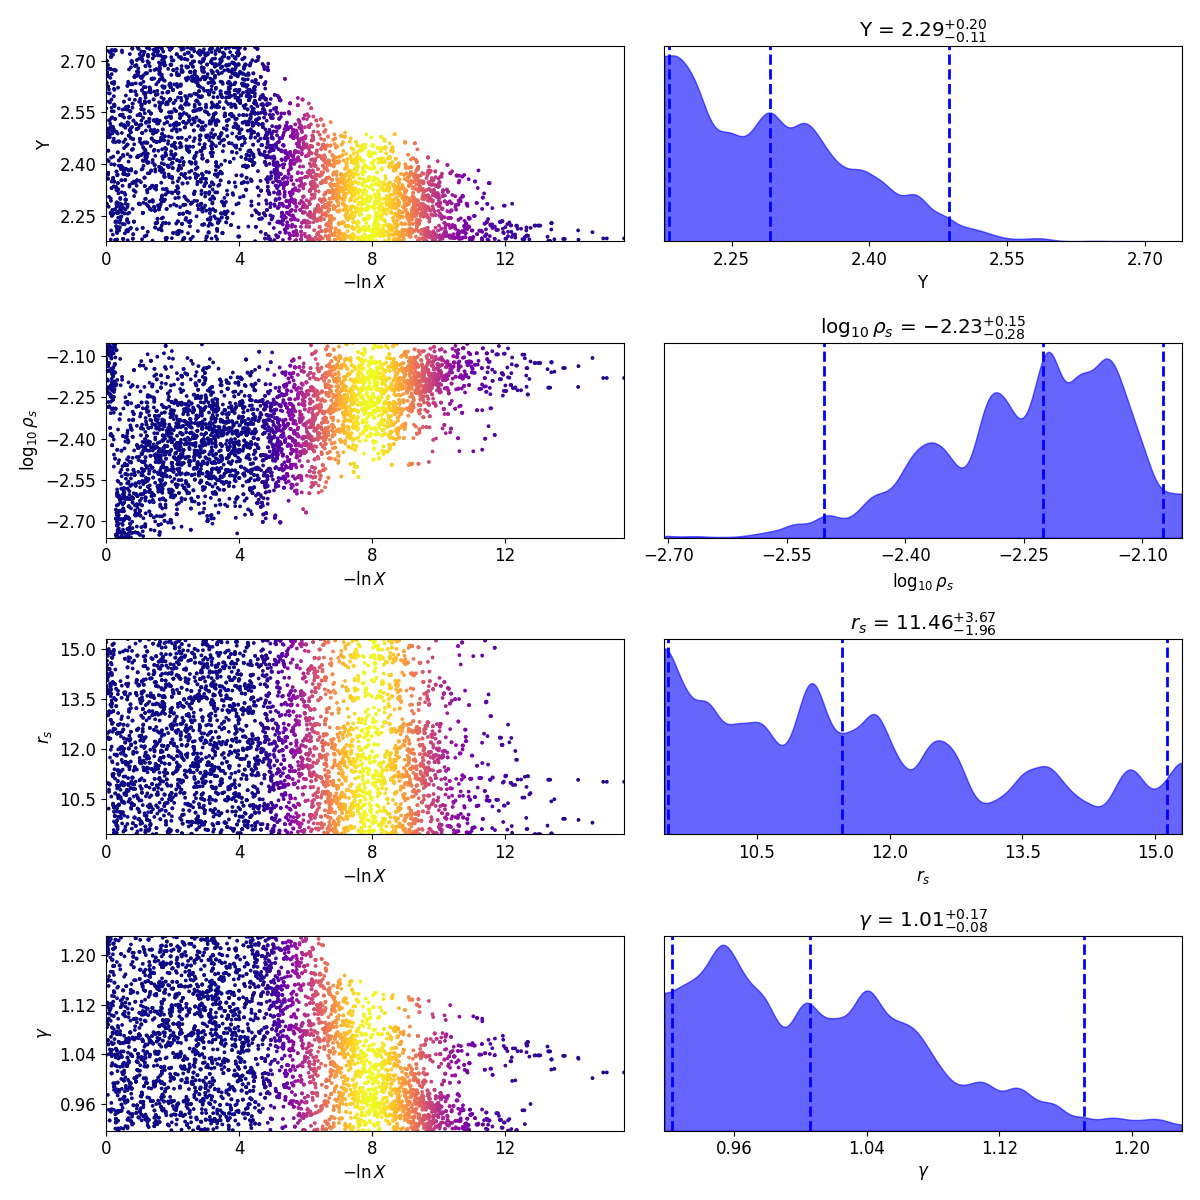 Y = 2.29+0.20 −0.11
2.70
2.55
2.40
2.25
Y
0 4 8 12
−ln X
2.25 2.40 2.55 2.70
Y
log10 ρs = −2.23+0.15 −0.28
−2.10
−2.25
−2.40
−2.55
−2.70
log10 ρs
0 4 8 12
−ln X
−2.70 −2.55 −2.40 −2.25 −2.10
log10 ρs
rs = 11.46+3.67 −1.96
15.0
13.5
12.0
10.5
rs
0 4 8 12
−ln X
10.5 12.0 13.5 15.0
rs
γ = 1.01+0.17 −0.08
1.20
1.12
1.04
0.96
γ
0 4 8 12
−ln X
0.96 1.04 1.12 1.20
γ